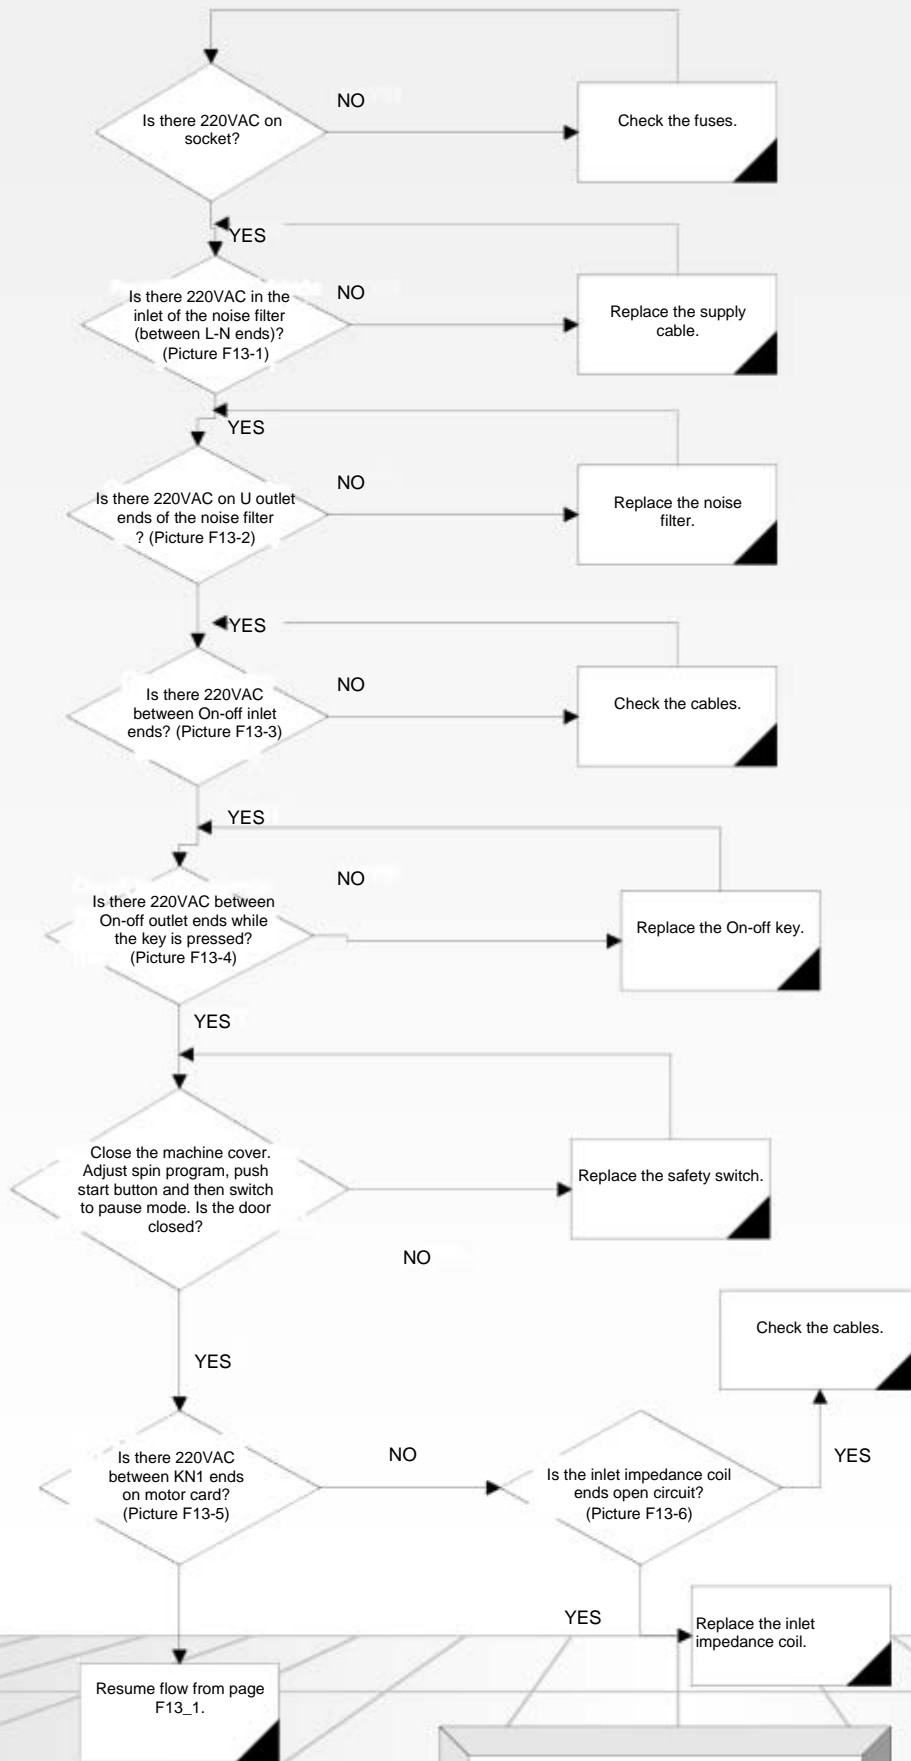 Is there 220VAC on
socket?
NO
Check the fuses.
YES
Is there 220VAC in the
inlet of the noise filter
(between L-N ends)?
(Picture F13-1)
NO
Replace the supply
cable.
YES
Is there 220VAC on U outlet
ends of the noise filter
? (Picture F13-2)
NO
Replace the noise
filter.
YES
Is there 220VAC
between On-off inlet
ends? (Picture F13-3)
NO
Check the cables.
YES
Is there 220VAC between
On-off outlet ends while
the key is pressed?
(Picture F13-4)
NO
Replace the On-off key.
YES
Close the machine cover.
Adjust spin program, push
start button and then switch
to pause mode. Is the door
closed?
NO
Replace the safety switch.
YES
Is there 220VAC
between KN1 ends
on motor card?
(Picture F13-5)
NO
Is the inlet impedance coil
ends open circuit?
(Picture F13-6)
YES
Check the cables.
YES
Replace the inlet
impedance coil.
Resume flow from page
F13_1.